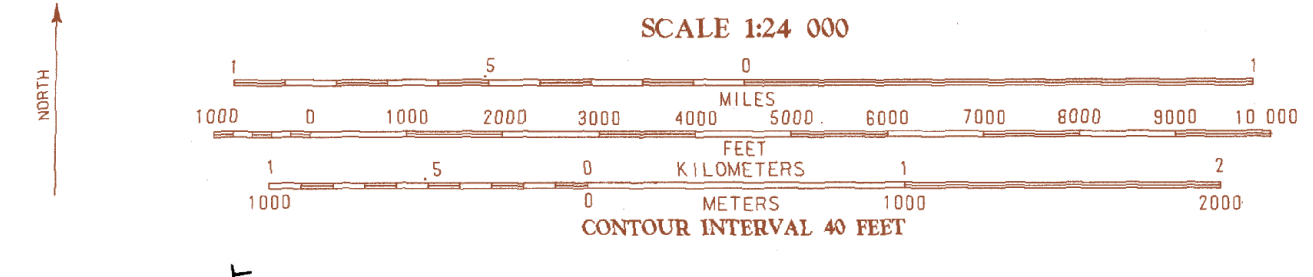 SCALE 1:24 000
NORTH
1 .5 0 1
MILES
1000 0 1000 2000 3000 4000 5000 6000 7000 8000 9000 10 000
FEET
1 .5 0 KILOMETERS 1 2
1000 0 METERS 1000 2000
CONTOUR INTERVAL 40 FEET